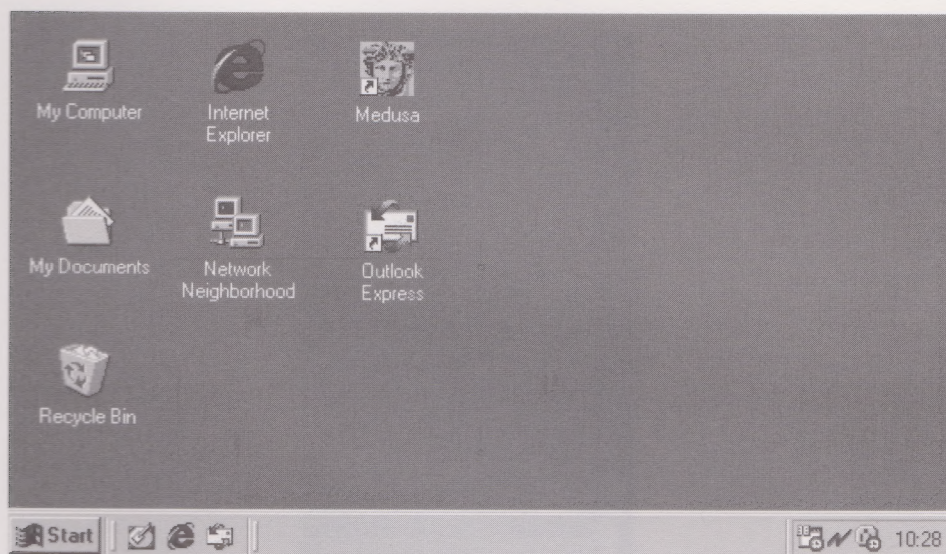 My Computer
Internet
Explorer
Medusa
My Documents
Network
Neighborhood
Outlook
Express
Recycle Bin
Start
10:28